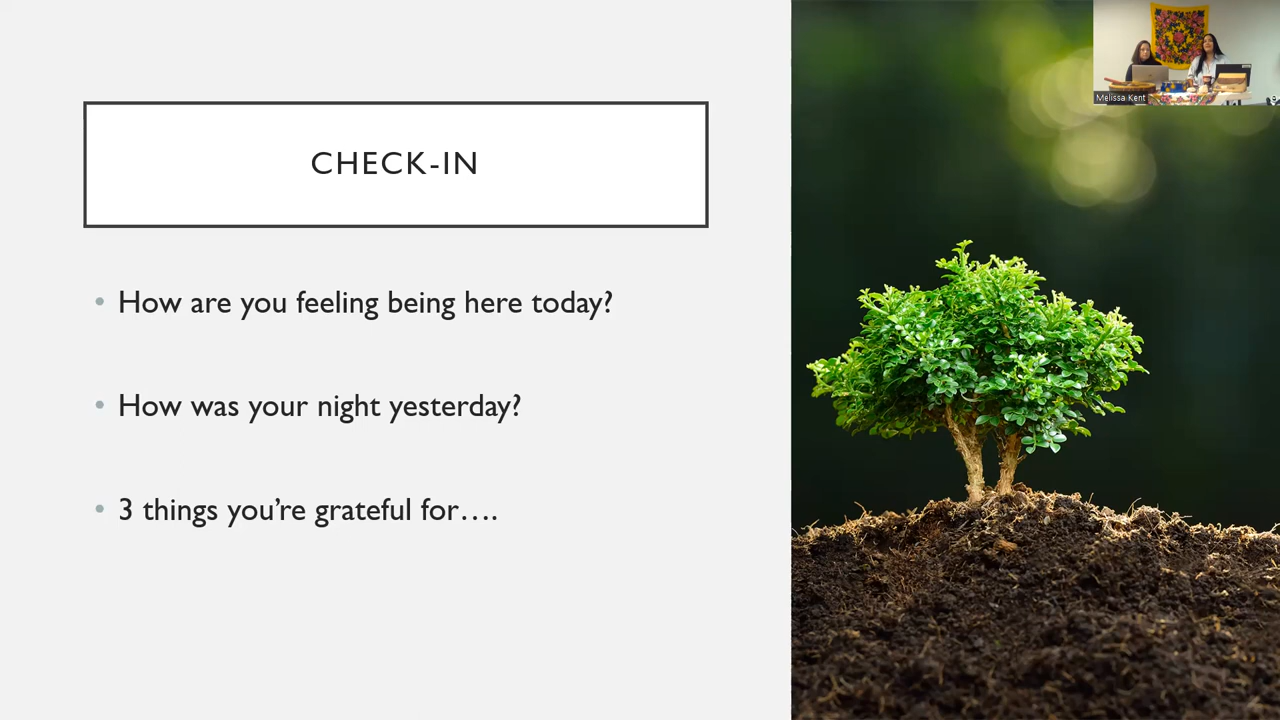 CHECK-IN
How are you feeling being here today?
How was your night yesterday?
3 things you're grateful for….
Melissa Kent